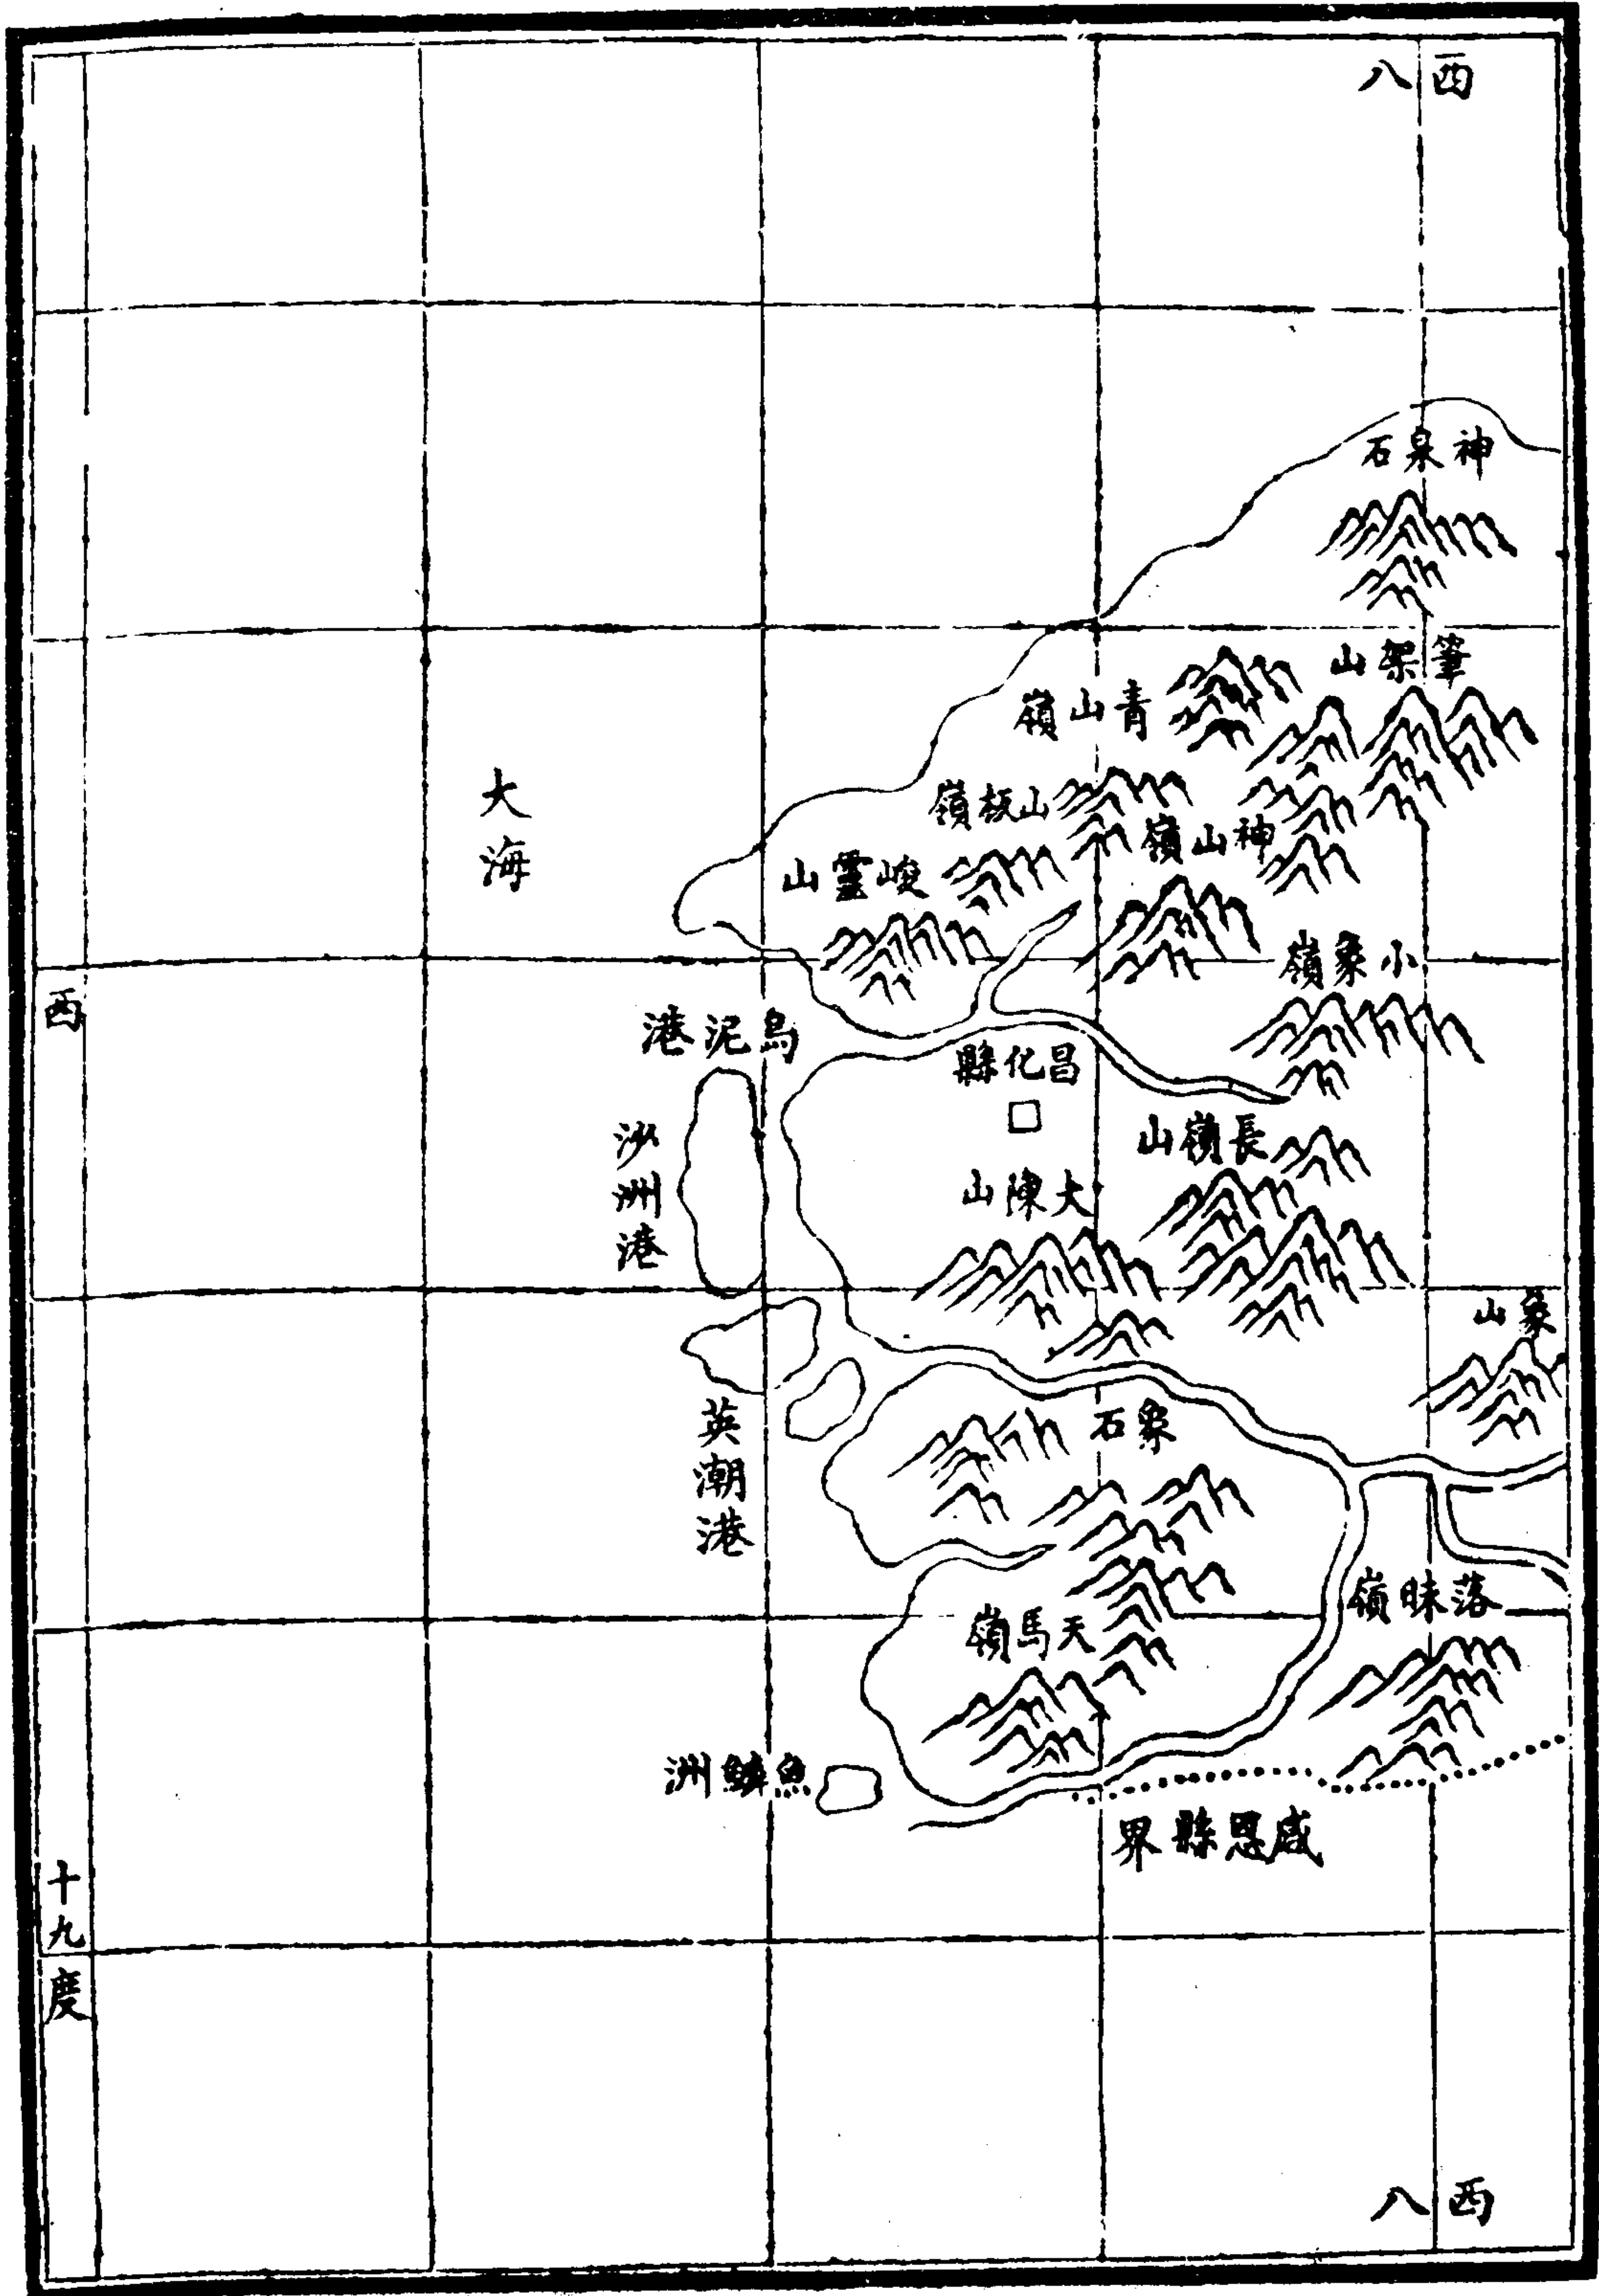 西八
神泉石
筆架山
青山嶺
山板嶺
神山嶺
峻靈山
大海
小象嶺
西
烏泥港
昌化縣
沙洲港
長嶺山
大陳山
象山
英潮港
象石
落昧嶺
天馬嶺
魚鱗洲
感恩縣界
十九度
西八